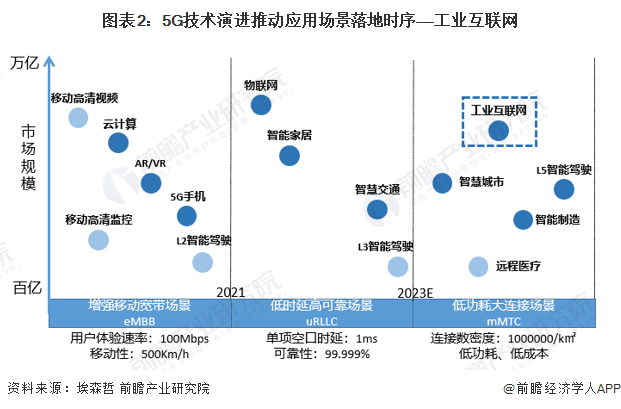 图表2：5G技术演进推动应用场景落地时序—工业互联网
万亿
市场规模
百亿
移动高清视频
云计算
AR/VR
5G手机
移动高清监控
L2智能驾驶
物联网
智能家居
智慧交通
L3智能驾驶
工业互联网
智慧城市
L5智能驾驶
智能制造
远程医疗
2021
2023E
增强移动宽带场景
eMBB
低时延高可靠场景
uRLLC
低功耗大连接场景
mMTC
用户体验速率：100Mbps
移动性：500Km/h
单项空口时延：1ms
可靠性：99.999%
连接数密度：1000000/k㎡
低功耗、低成本
资料来源：埃森哲 前瞻产业研究院
@前瞻经济学人APP
前瞻产业研究院